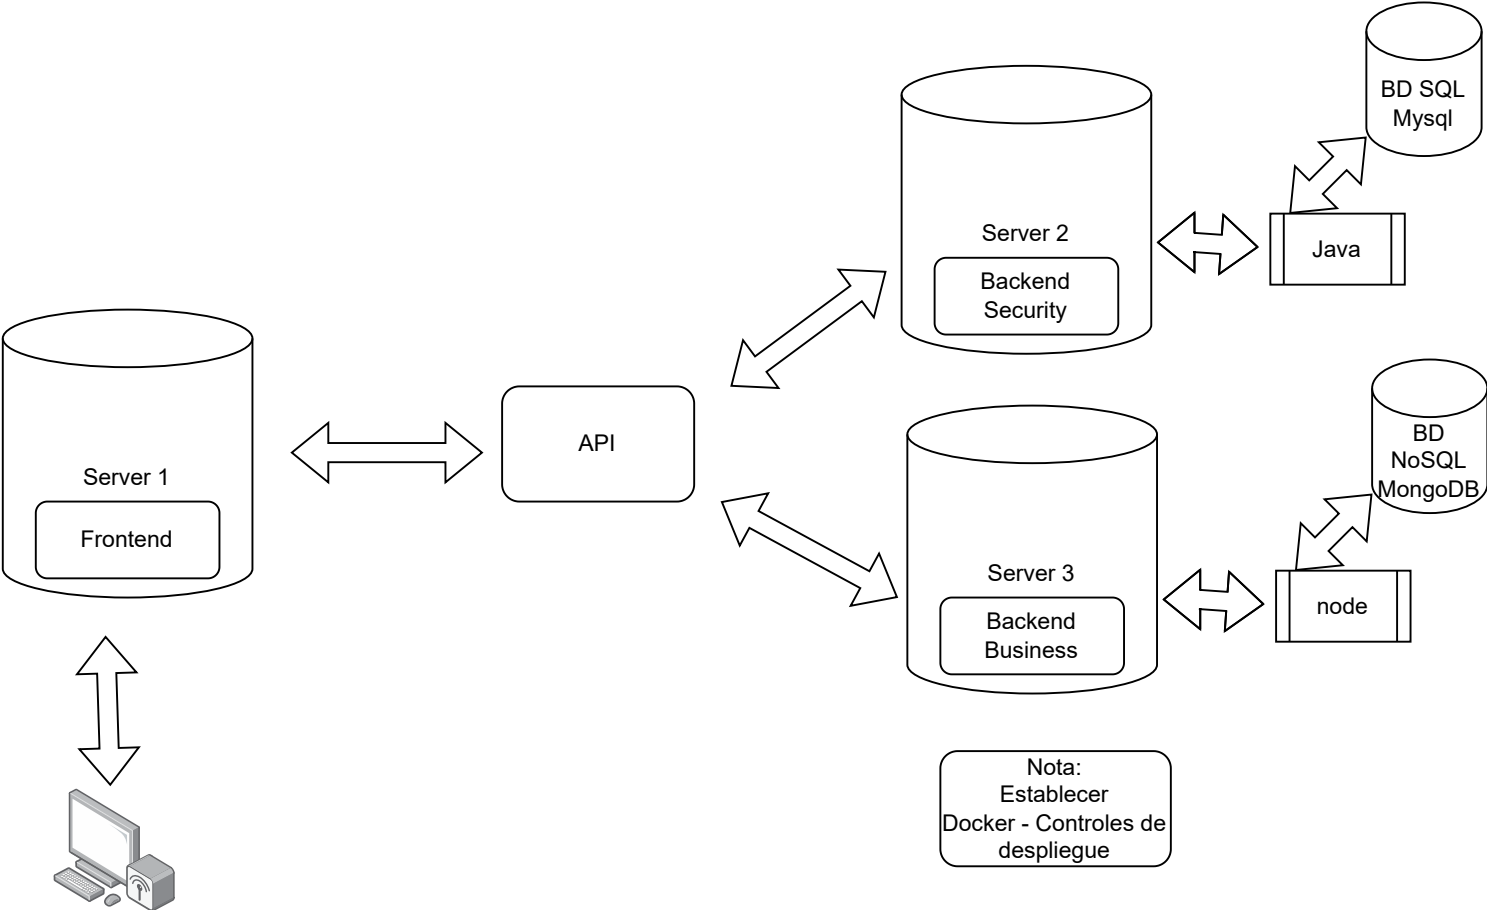 BD SQL
Mysql
Server 2
Backend
Security
Java
Server 1
Frontend
API
BD
NoSQL
MongoDB
Server 3
Backend
Business
node
Nota:
Establecer
Docker - Controles de
despliegue